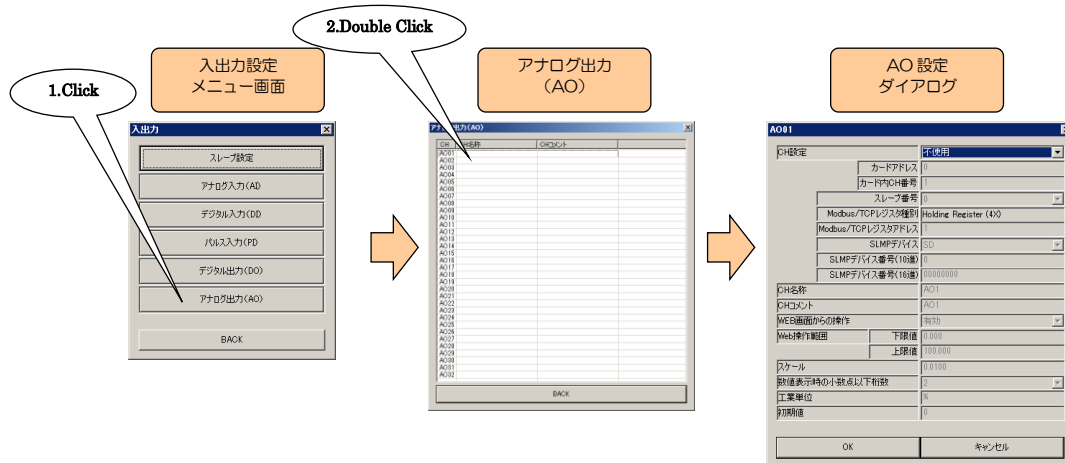 2.Double Click
1.Click
入出力設定
メニュー画面
アナログ出力
(AO)
AO 設定
ダイアログ
入出力
スレーブ設定
アナログ入力(AI)
デジタル入力(DI)
パルス入力(PI)
デジタル出力(DO)
アナログ出力(AO)
BACK
アナログ出力(AO)
CH CH名称 CHコメント
AO01
AO02
AO03
AO04
AO05
AO06
AO07
AO08
AO09
AO10
AO11
AO12
AO13
AO14
AO15
AO16
AO17
AO18
AO19
AO20
AO21
AO22
AO23
AO24
AO25
AO26
AO27
AO28
AO29
AO30
AO31
AO32
BACK
AO01
CH設定 不使用
カードアドレス 0
カード内CH番号 1
スレーブ番号 0
Modbus/TCPレジスタ種別 Holding Register (4X)
Modbus/TCPレジスタアドレス 1
SLMPデバイス SD
SLMPデバイス番号(10進) 0
SLMPデバイス番号(16進) 00000000
CH名称 AO1
CHコメント AO1
WEB画面からの操作 有効
Web操作範囲 下限値 0.000
上限値 100.000
スケール 0.0100
数値表示時の小数点以下桁数 2
工業単位 %
初期値 0
OK キャンセル